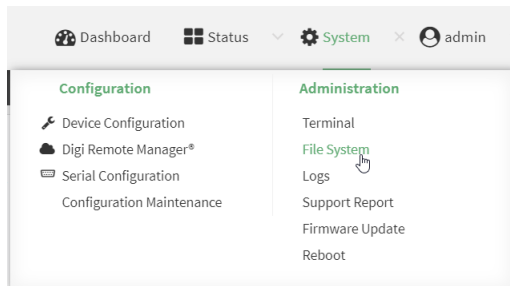 Dashboard Status System admin
Configuration
Device Configuration
Digi Remote Manager®
Serial Configuration
Configuration Maintenance
Administration
Terminal
File System
Logs
Support Report
Firmware Update
Reboot